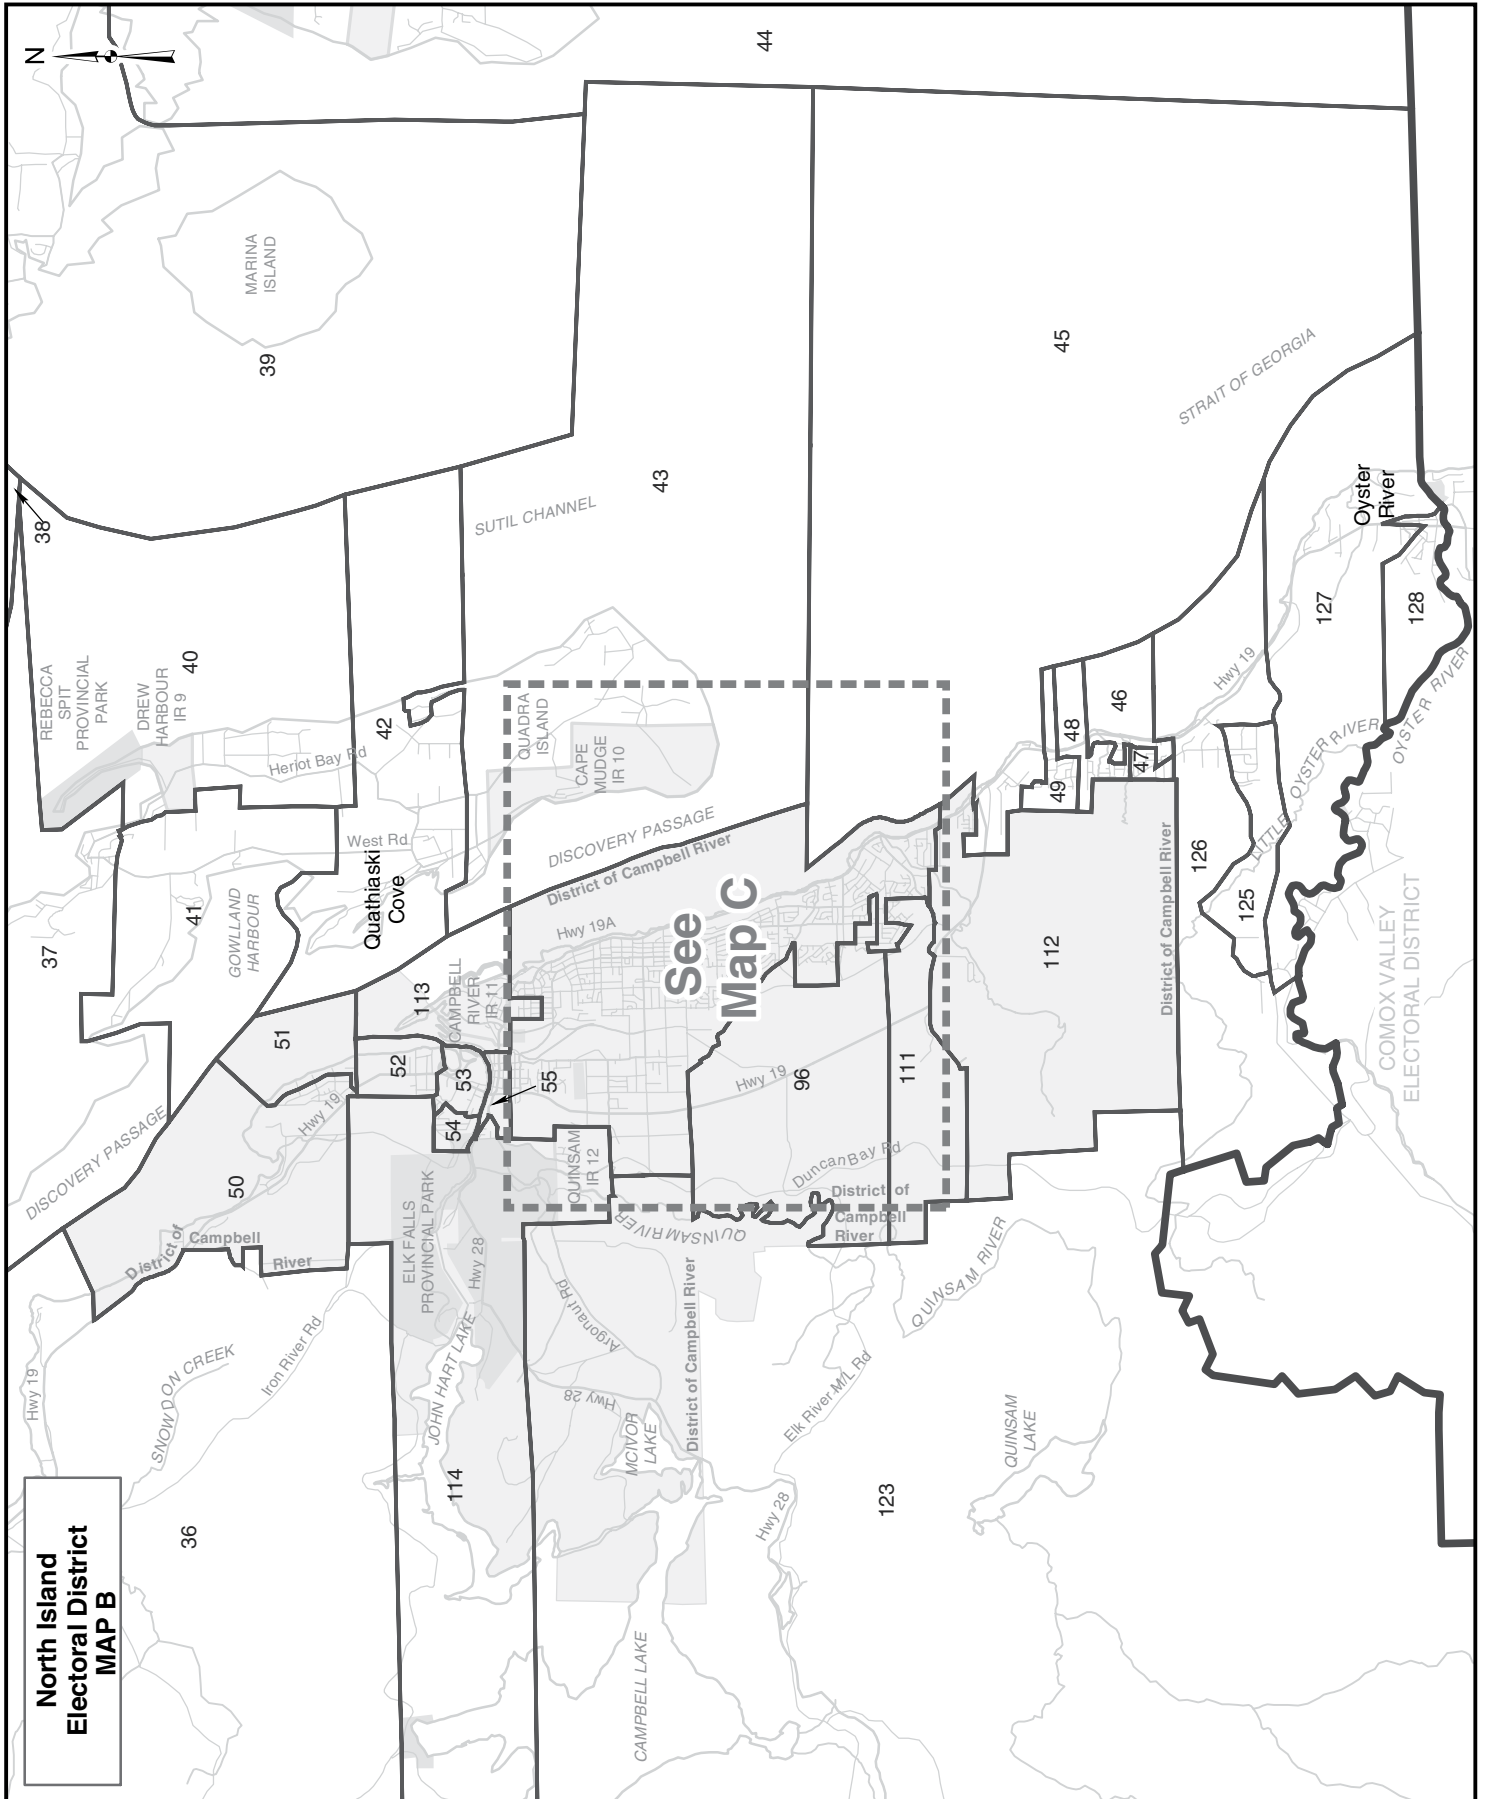 North Island
Electoral District
MAP B
N
44
MARINA
ISLAND
39
38
REBECCA
SPIT
PROVINCIAL
PARK
DREW
HARBOUR
IR 9
40
42
Heriot Bay Rd
West Rd
Quathiaski
Cove
37
41
GOWLLAND
HARBOUR
SUTIL CHANNEL
43
45
STRAIT OF GEORGIA
QUADRA
ISLAND
CAPE
MUDGE
IR 10
DISCOVERY PASSAGE
District of Campbell River
Hwy 19A
See
Map C
113
CAMPBELL
RIVER
IR 11
51
52
53
54
55
Hwy 19
DISCOVERY PASSAGE
50
District of
Campbell
River
ELK FALLS
PROVINCIAL PARK
QUINSAM
IR 12
Hwy 19
96
111
Duncan Bay Rd
District of
Campbell
River
QUINSAM RIVER
QUINSAM RIVER
112
District of Campbell River
49
48
46
47
Hwy 19
Oyster
River
127
128
OYSTER RIVER
LITTLE OYSTER RIVER
126
125
COMOX VALLEY
ELECTORAL DISTRICT
Hwy 19
SNOWDON CREEK
Iron River Rd
36
JOHN HART LAKE
Hwy 28
Argonaut Rd
Hwy 28
MCIVOR
LAKE
District of Campbell River
114
Elk River M/L Rd
Hwy 28
123
QUINSAM
LAKE
CAMPBELL LAKE